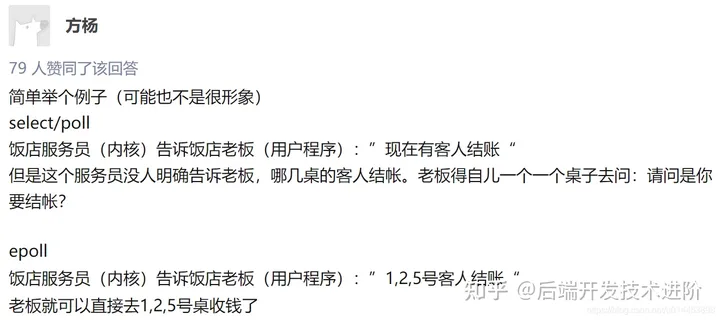 方杨
79 人赞同了该回答
简单举个例子（可能也不是很形象）
select/poll
饭店服务员（内核）告诉饭店老板（用户程序）：”现在有客人结账“
但是这个服务员没人明确告诉老板，哪几桌的客人结帐。老板得自儿一个一个桌子去问：请问是你
要结帐？
epoll
饭店服务员（内核）告诉饭店老板（用户程序）：”1,2,5号客人结账“
老板就可以直接去1,2,5号桌收钱了
知乎 @后端开发技术进阶